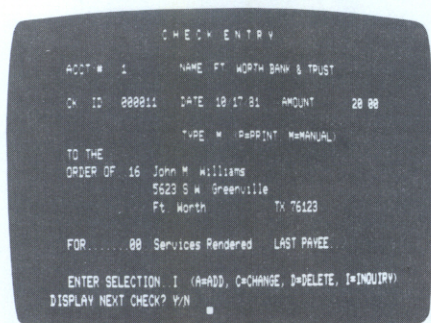 CHECK ENTRY
ACCT # 1 NAME FT. WORTH BANK & TRUST
CK ID 000011 DATE 10/17/81 AMOUNT 20.00
TYPE M (P=PRINT M=MANUAL)
TO THE
ORDER OF..16 John M Williams
5623 S.W. Greenville
Ft. Worth TX 76123
FOR.......00 Services Rendered LAST PAYEE...
ENTER SELECTION..I (A=ADD, C=CHANGE, D=DELETE, I=INQUIRY)
DISPLAY NEXT CHECK? Y/N